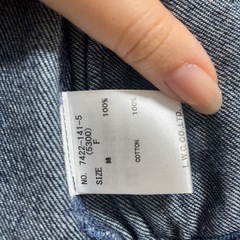 NO. 7422-141-5
(5300)
SIZE F
綿 100%
COTTON 100%
I.W.G.CO.LTD.